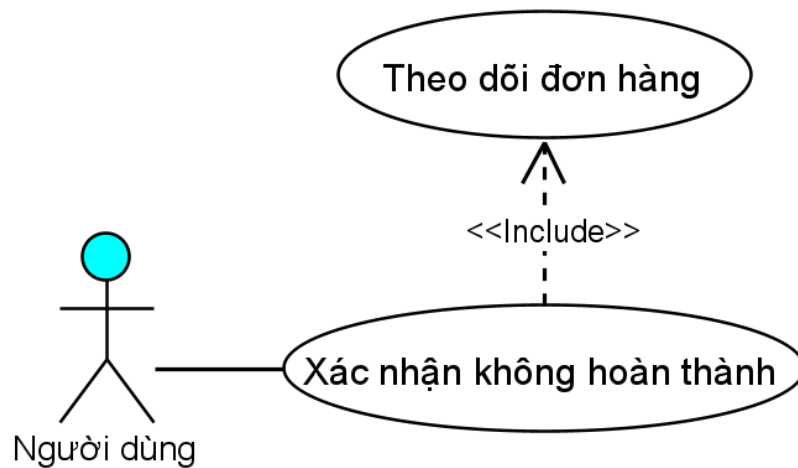 Theo dõi đơn hàng
<<Include>>
Xác nhận không hoàn thành
Người dùng